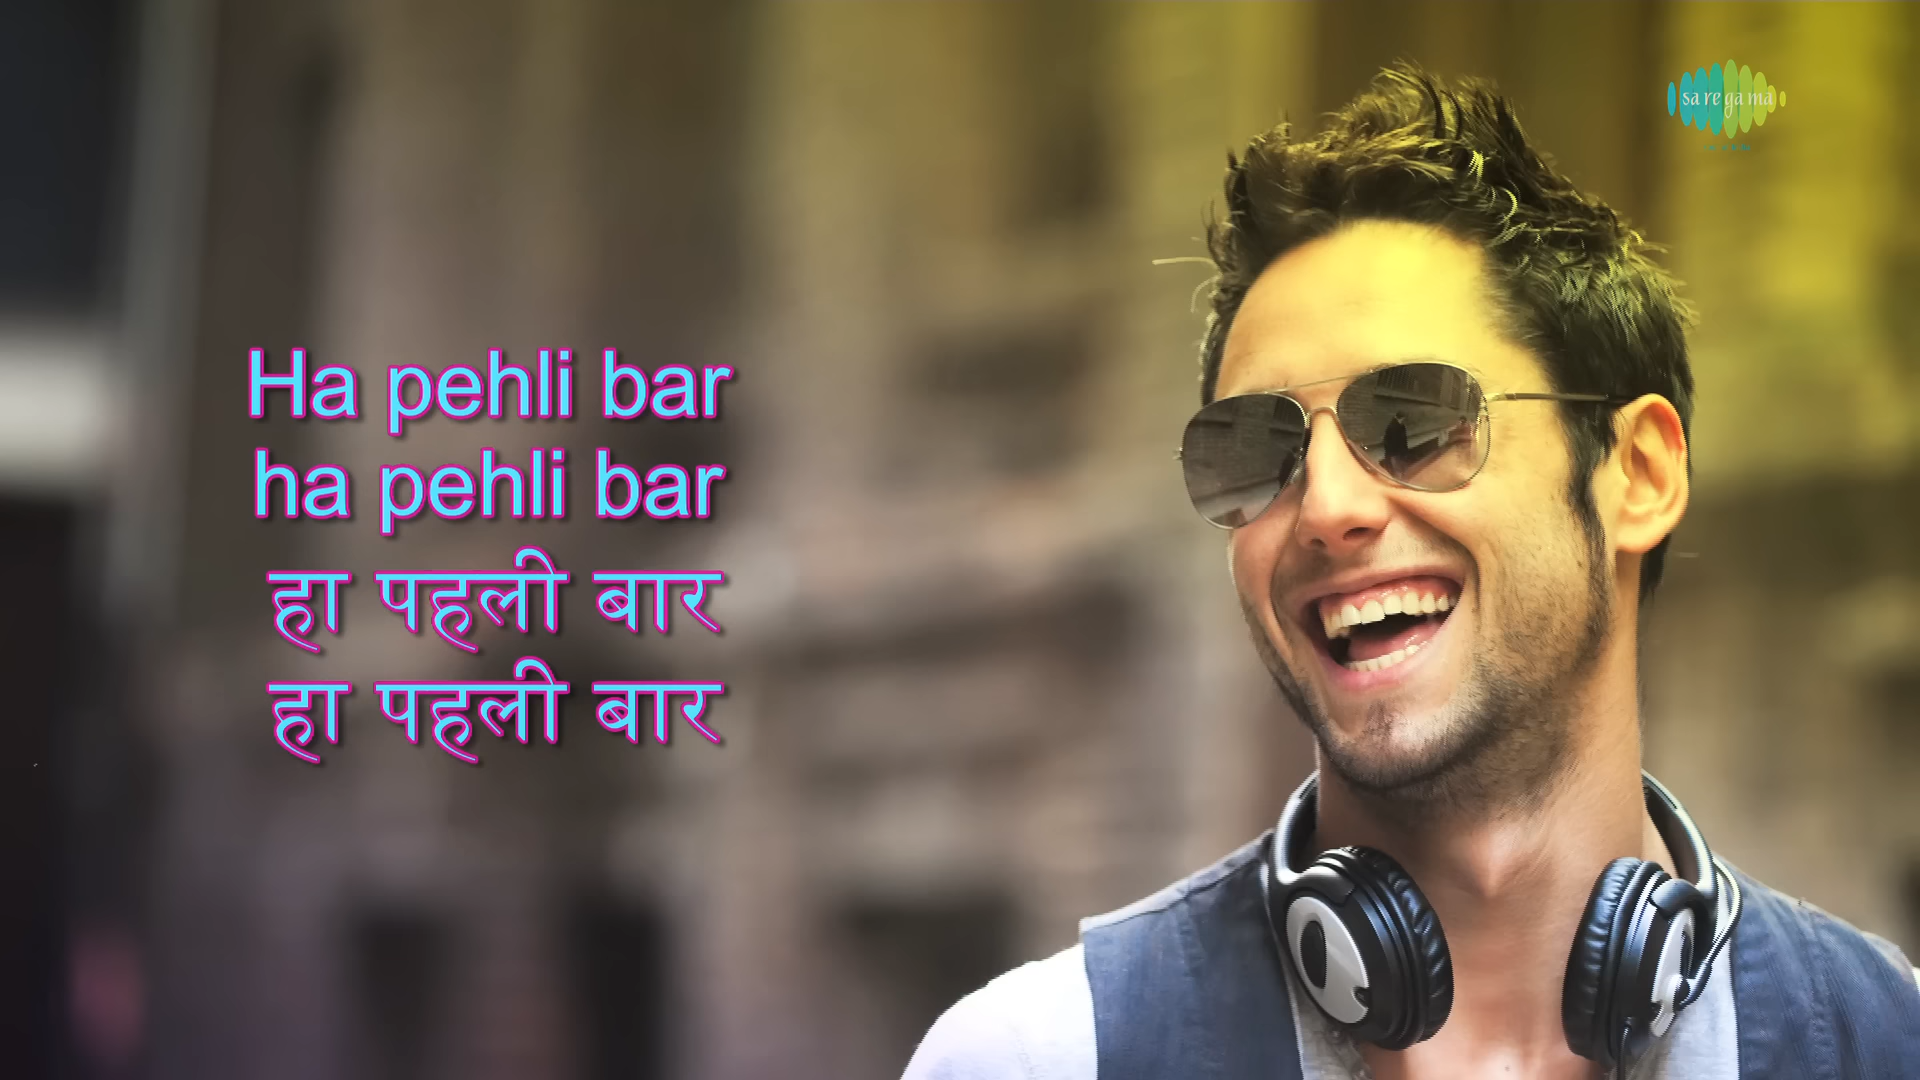 sa re ga ma
Ha pehli bar
ha pehli bar
हा पहली बार
हा पहली बार